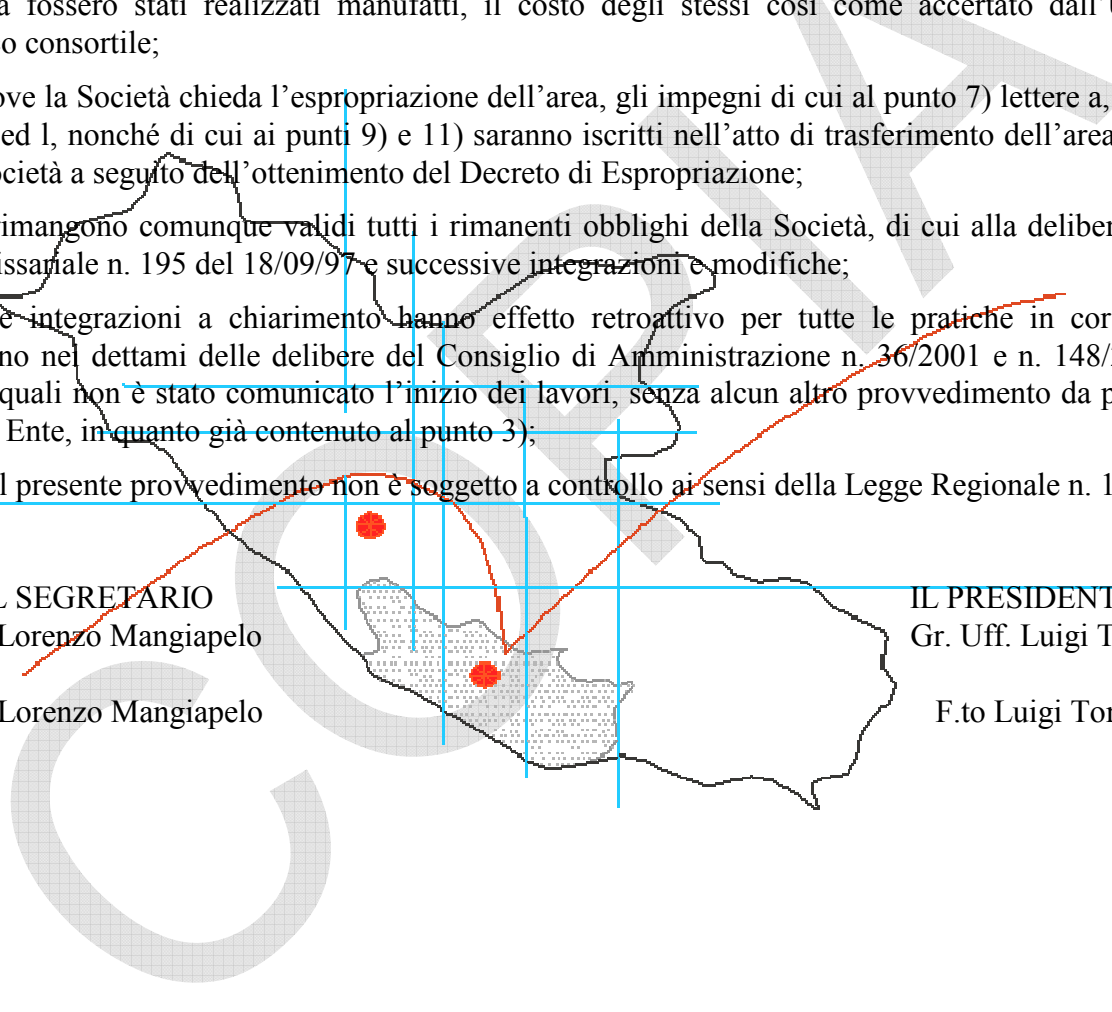 a fossero stati realizzati manufatti, il costo degli stessi così come accertato dall'U
o consortile;
ove la Società chieda l'espropriazione dell'area, gli impegni di cui al punto 7) lettere a,
ed l, nonché di cui ai punti 9) e 11) saranno iscritti nell'atto di trasferimento dell'area
ocietà a seguito dell'ottenimento del Decreto di Espropriazione;
rimangono comunque validi tutti i rimanenti obblighi della Società, di cui alla deliber
issariale n. 195 del 18/09/97 e successive integrazioni e modifiche;
e integrazioni a chiarimento hanno effetto retroattivo per tutte le pratiche in cor
no nei dettami delle delibere del Consiglio di Amministrazione n. 36/2001 e n. 148/
quali non è stato comunicato l'inizio dei lavori, senza alcun altro provvedimento da p
Ente, in quanto già contenuto al punto 3);
l presente provvedimento non è soggetto a controllo ai sensi della Legge Regionale n. 1
L SEGRETARIO
IL PRESIDENT
Lorenzo Mangiapelo
Gr. Uff. Luigi T
Lorenzo Mangiapelo
F.to Luigi Tor
COPIA